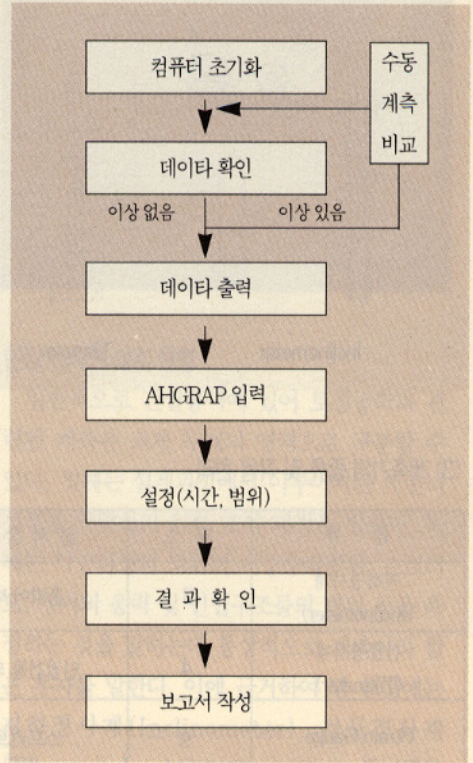 컴퓨터 초기화
수동
계측
비교
데이타 확인
이상 없음
이상 있음
데이타 출력
AHGRAP 입력
설정(시간, 범위)
결 과 확 인
보고서 작성